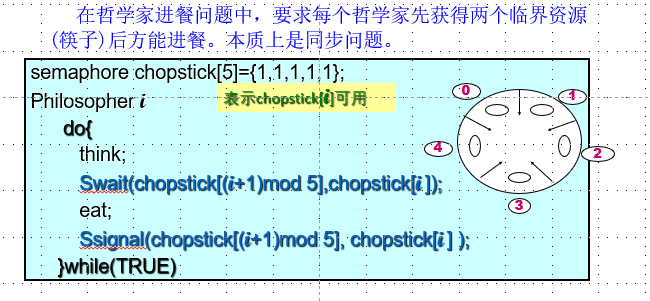 在哲学家进餐问题中，要求每个哲学家先获得两个临界资源
(筷子)后方能进餐。本质上是同步问题。
semaphore chopstick[5]={1,1,1,1,1};
Philosopher i
表示chopstick[i]可用
do{
think;
Swait(chopstick[(i+1)mod 5],chopstick[i ]);
eat;
Ssignal(chopstick[(i+1)mod 5], chopstick[i ] );
}while(TRUE)
0
1
4
2
3